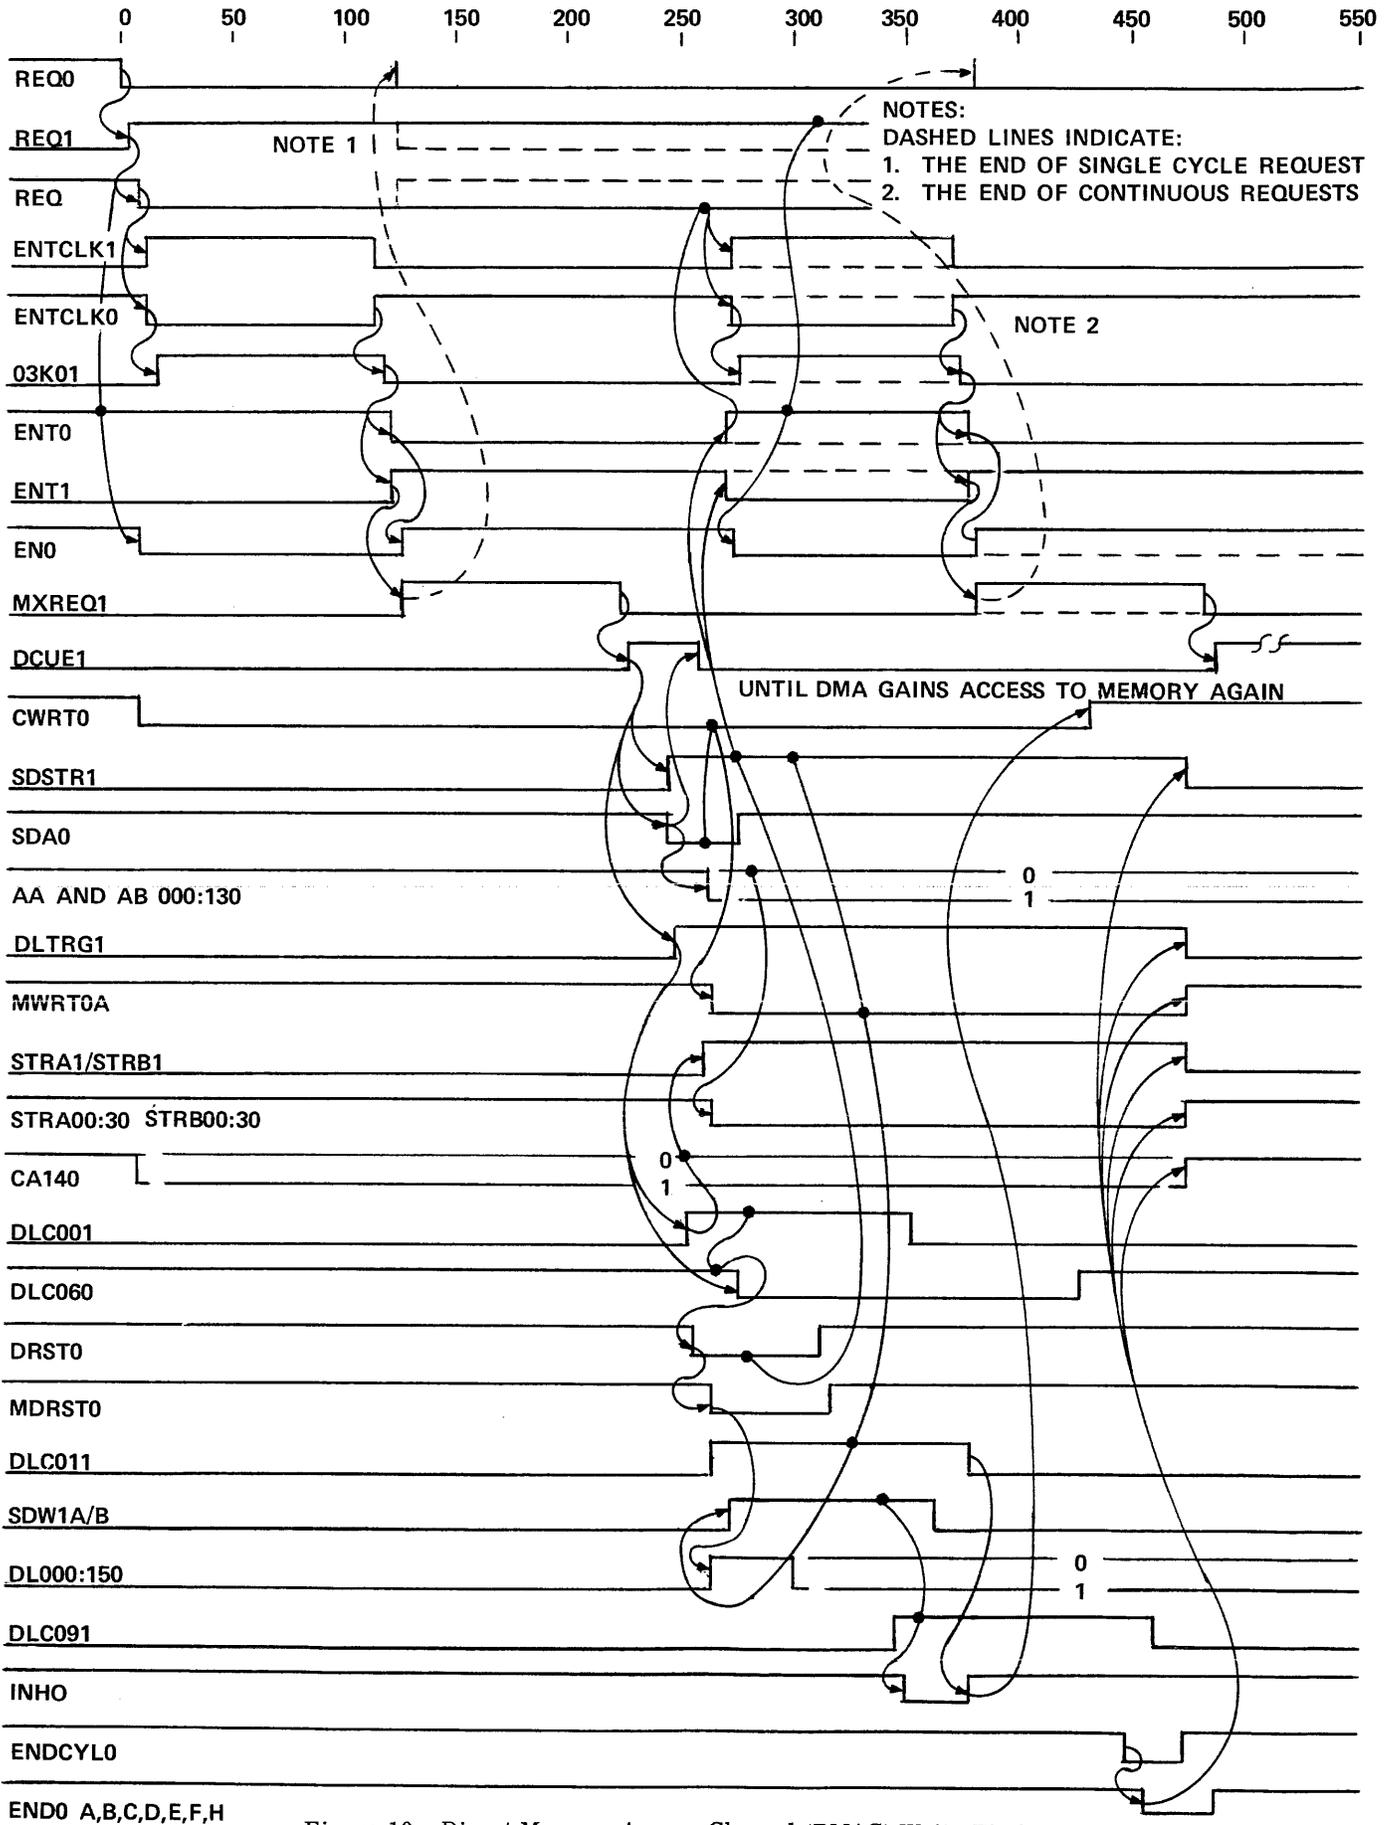 0 50 100 150 200 250 300 350 400 450 500 550
REQ0
NOTES:
DASHED LINES INDICATE:
REQ1
NOTE 1
1. THE END OF SINGLE CYCLE REQUEST
REQ
2. THE END OF CONTINUOUS REQUESTS
ENTCLK1
ENTCLK0
NOTE 2
03K01
ENT0
ENT1
EN0
MXREQ1
DCUE1
UNTIL DMA GAINS ACCESS TO MEMORY AGAIN
CWRT0
SDSTR1
SDA0
0
AA AND AB 000:130
1
DLTRG1
MWRT0A
STRA1/STRB1
STRA00:30 STRB00:30
0
CA140
1
DLC001
DLC060
DRST0
MDRST0
DLC011
SDW1A/B
0
DL000:150
1
DLC091
INHO
ENDCYL0
END0 A,B,C,D,E,F,H